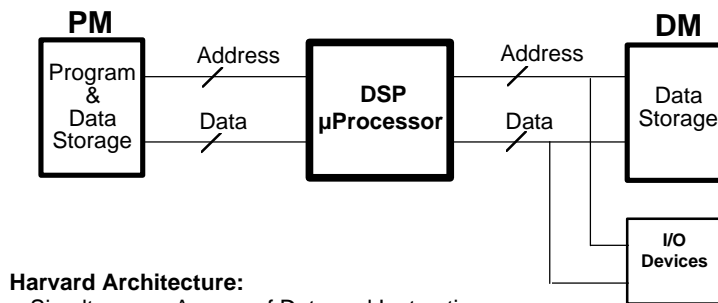 PM
Program
&
Data
Storage
Address
Data
DSP
µProcessor
Address
Data
DM
Data
Storage
I/O
Devices
Harvard Architecture: